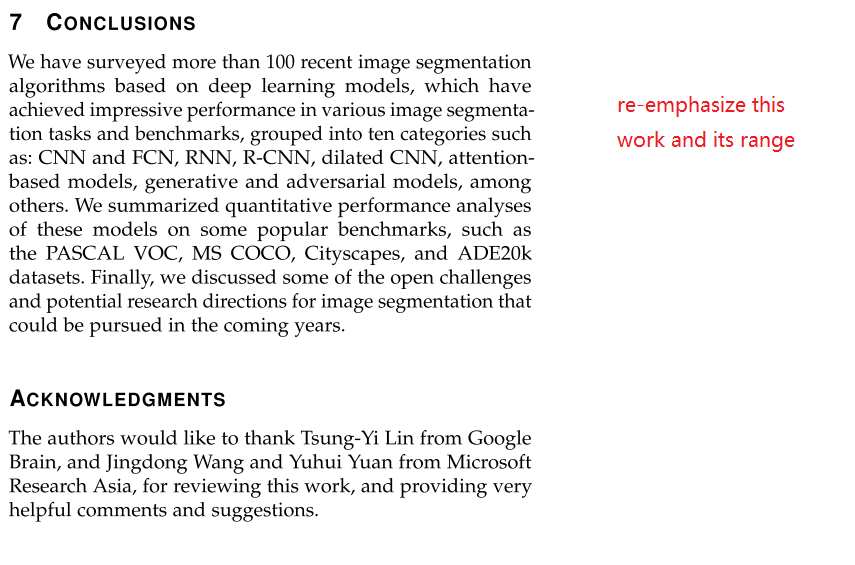 7 CONCLUSIONS
We have surveyed more than 100 recent image segmentation
algorithms based on deep learning models, which have
achieved impressive performance in various image segmenta-
tion tasks and benchmarks, grouped into ten categories such
as: CNN and FCN, RNN, R-CNN, dilated CNN, attention-
based models, generative and adversarial models, among
others. We summarized quantitative performance analyses
of these models on some popular benchmarks, such as
the PASCAL VOC, MS COCO, Cityscapes, and ADE20k
datasets. Finally, we discussed some of the open challenges
and potential research directions for image segmentation that
could be pursued in the coming years.
re-emphasize this
work and its range
ACKNOWLEDGMENTS
The authors would like to thank Tsung-Yi Lin from Google
Brain, and Jingdong Wang and Yuhui Yuan from Microsoft
Research Asia, for reviewing this work, and providing very
helpful comments and suggestions.